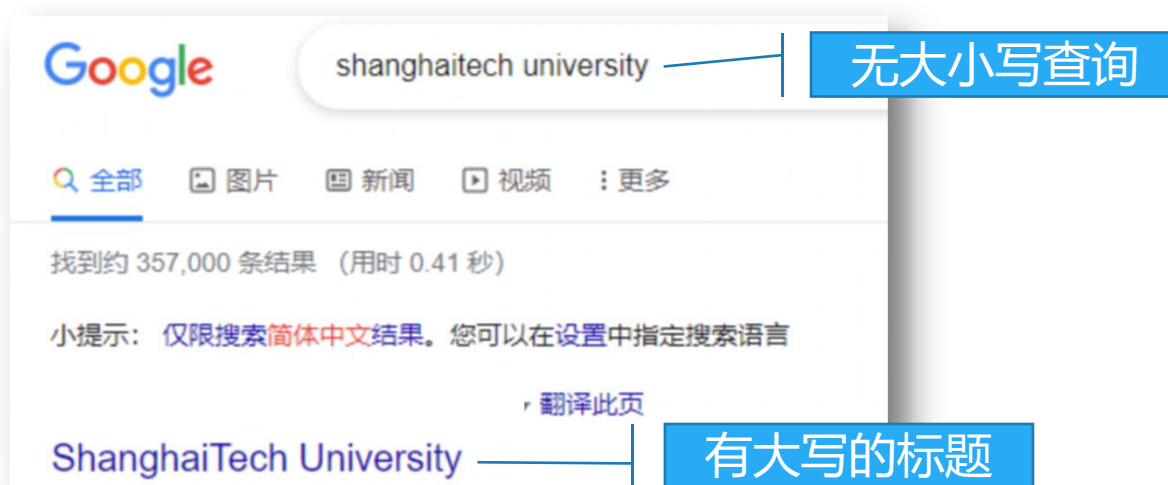 Google
shanghaitech university
无大小写查询
全部 图片 新闻 视频 更多
找到约 357,000 条结果 （用时 0.41 秒）
小提示： 仅限搜索简体中文结果。您可以在设置中指定搜索语言
翻译此页
ShanghaiTech University
有大写的标题